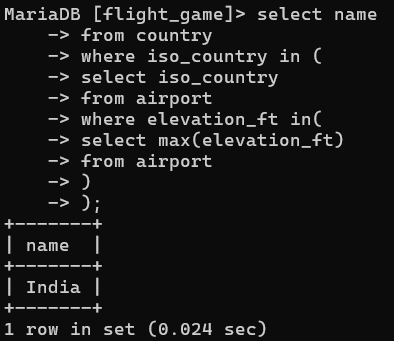 MariaDB [flight_game]> select name
    -> from country
    -> where iso_country in (
    -> select iso_country
    -> from airport
    -> where elevation_ft in(
    -> select max(elevation_ft)
    -> from airport
    -> )
    -> );
+-------+
| name  |
+-------+
| India |
+-------+
1 row in set (0.024 sec)